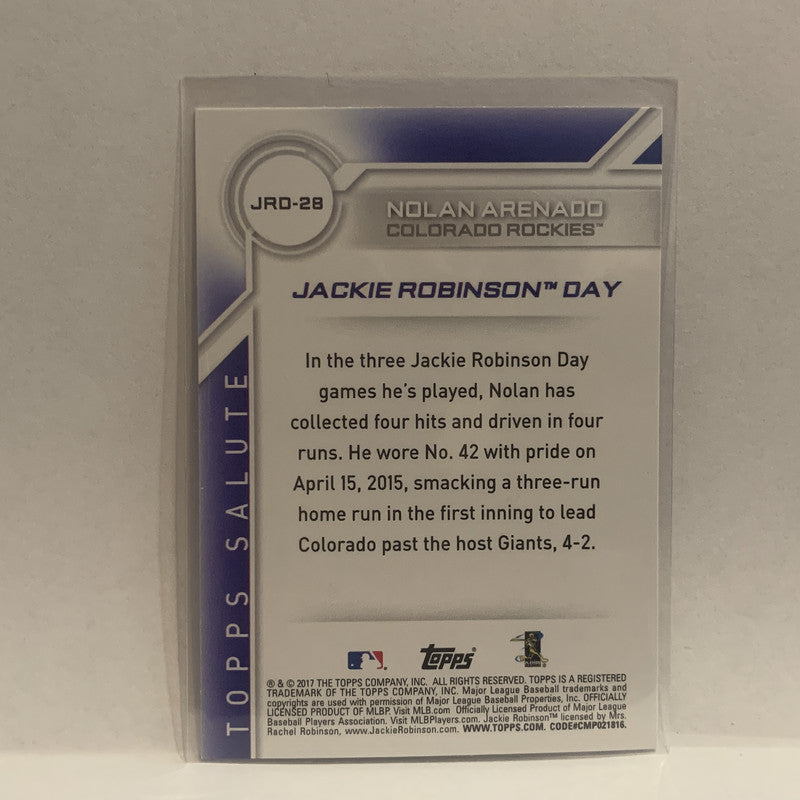 JRD-28
NOLAN ARENADO
COLORADO ROCKIES™
JACKIE ROBINSON™ DAY
In the three Jackie Robinson Day
games he's played, Nolan has
collected four hits and driven in four
runs. He wore No. 42 with pride on
April 15, 2015, smacking a three-run
home run in the first inning to lead
Colorado past the host Giants, 4-2.
TOPPS SALUTE
Topps
® & © 2017 THE TOPPS COMPANY, INC. ALL RIGHTS RESERVED. TOPPS IS A REGISTERED
TRADEMARK OF THE TOPPS COMPANY, INC. Major League Baseball trademarks and
copyrights are used with permission of Major League Baseball Properties, Inc. OFFICIALLY
LICENSED PRODUCT OF MLBP. Visit MLB.com Officially Licensed Product of Major League
Baseball Players Association. Visit MLBPlayers.com. Jackie Robinson™ licensed by Mrs.
Rachel Robinson, www.JackieRobinson.com. WWW.TOPPS.COM. CODE#CMP021816.